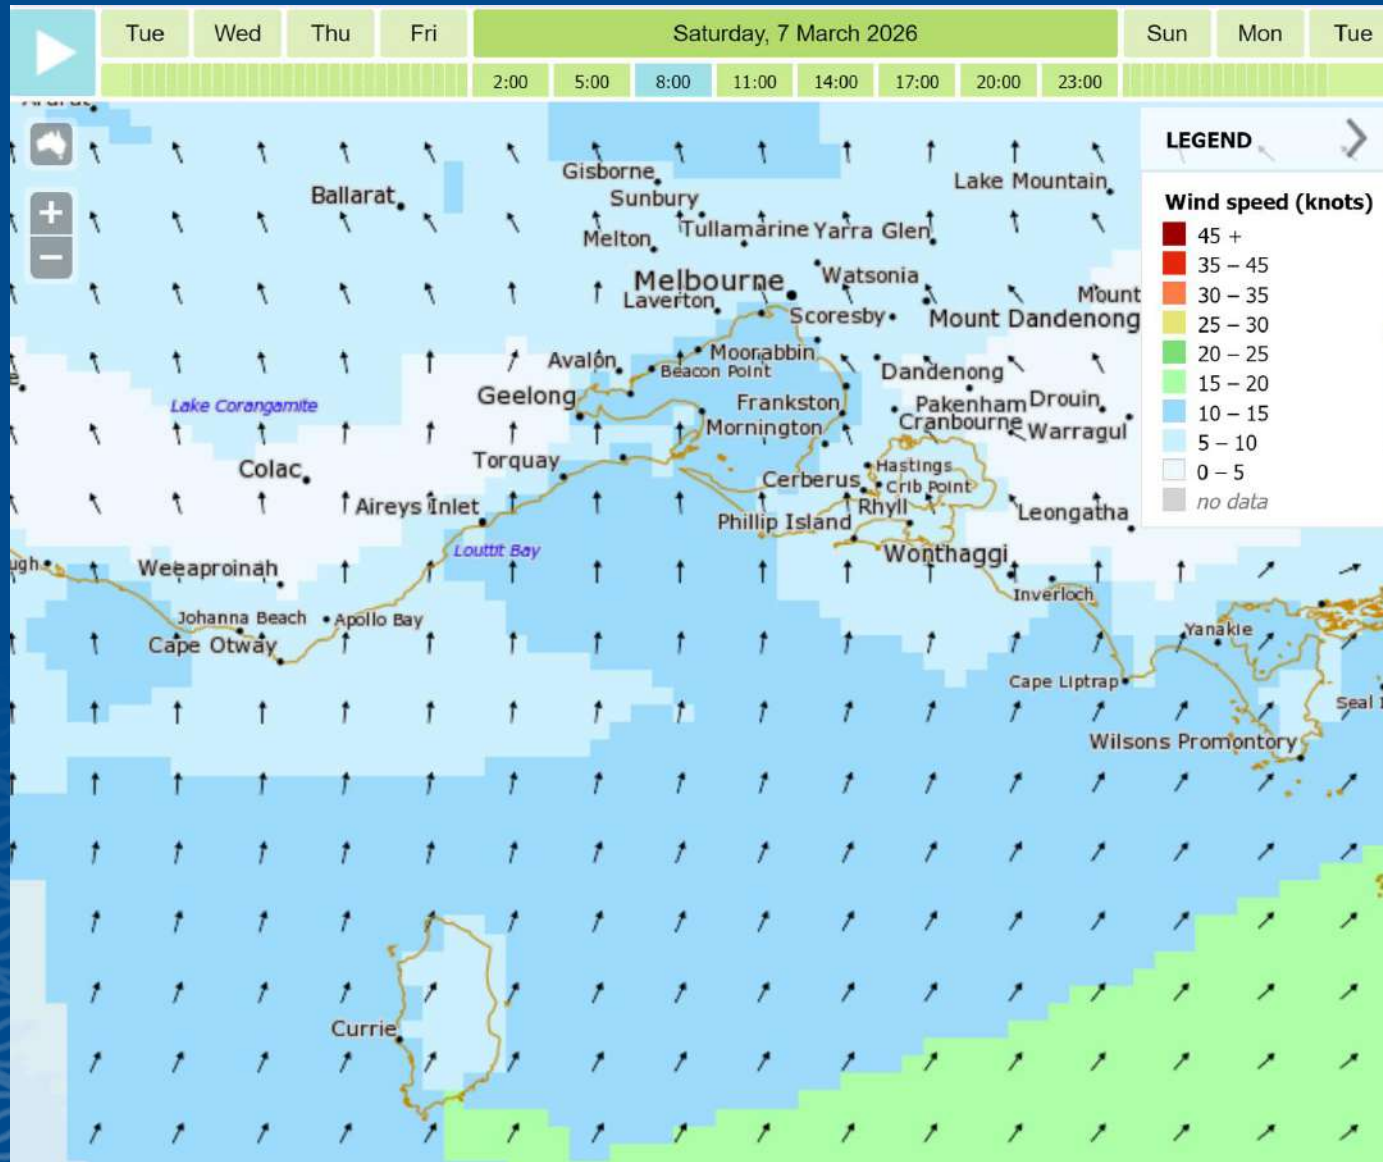 Tue Wed Thu Fri Saturday, 7 March 2026 Sun Mon Tue
2:00 5:00 8:00 11:00 14:00 17:00 20:00 23:00
LEGEND
Wind speed (knots)
45 +
35 – 45
30 – 35
25 – 30
20 – 25
15 – 20
10 – 15
5 – 10
0 – 5
no data
+
−
Ararat
Gisborne
Lake Mountain
Ballarat
Sunbury
Tullamarine
Yarra Glen
Melton
Melbourne
Watsonia
Laverton
Mount
Scoresby
Mount Dandenong
Avalon
Moorabbin
Beacon Point
Dandenong
Geelong
Lake Corangamite
Frankston
Pakenham
Drouin
Mornington
Cranbourne
Warragul
Torquay
Colac
Hastings
Cerberus
Crib Point
Aireys Inlet
Rhyll
Leongatha
Phillip Island
Louttit Bay
Wonthaggi
ugh
Weeaproinah
Inverloch
Johanna Beach
Apollo Bay
Yanakie
Cape Otway
Cape Liptrap
Seal I
Wilsons Promontory
Currie